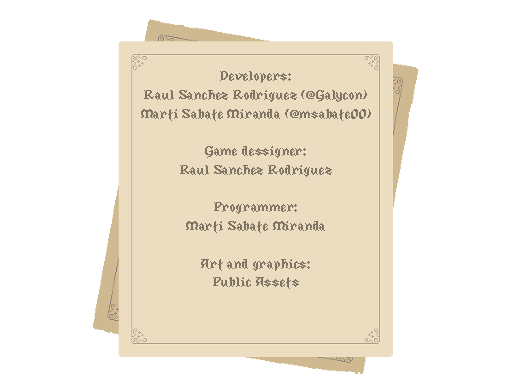 Developers:
Raul Sanchez Rodriguez (@Galycon)
Marti Sabate Miranda (@msabate00)
Game dessigner:
Raul Sanchez Rodriguez
Programmer:
Marti Sabate Miranda
Art and graphics:
Public Assets